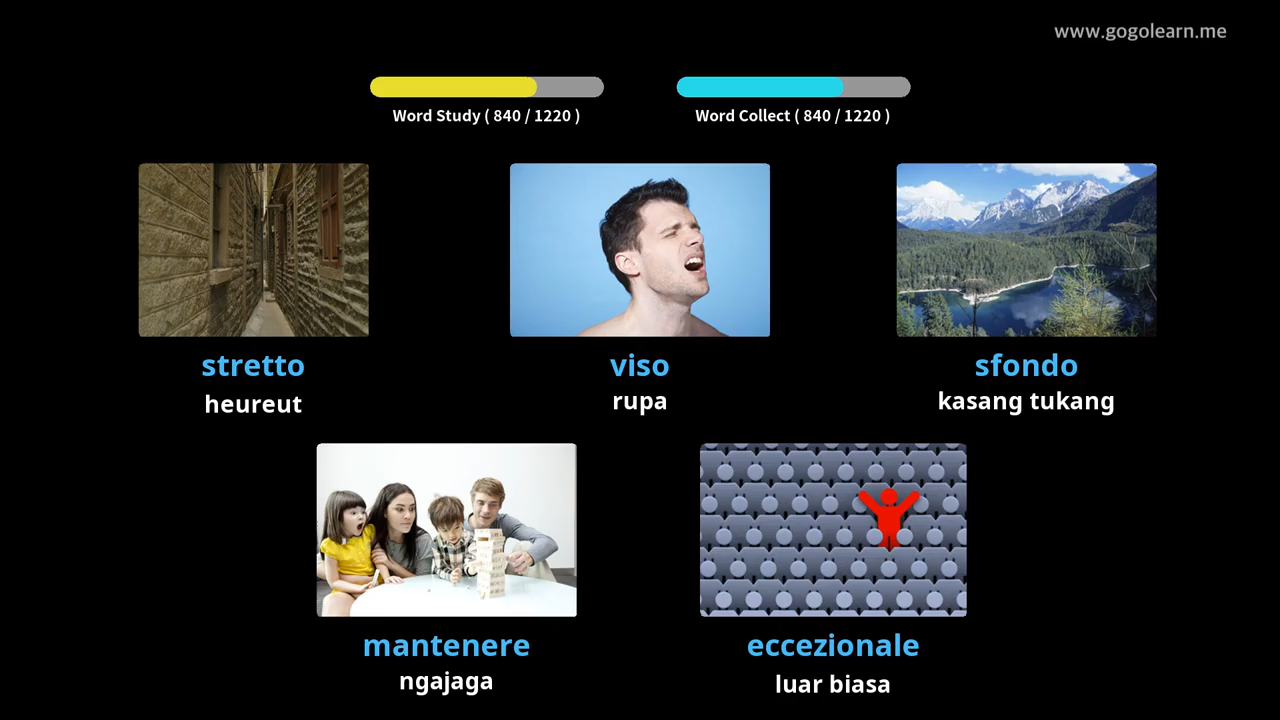 www.gogolearn.me
Word Study ( 840 / 1220 )
Word Collect ( 840 / 1220 )
stretto
heureut
viso
rupa
sfondo
kasang tukang
mantenere
ngajaga
eccezionale
luar biasa